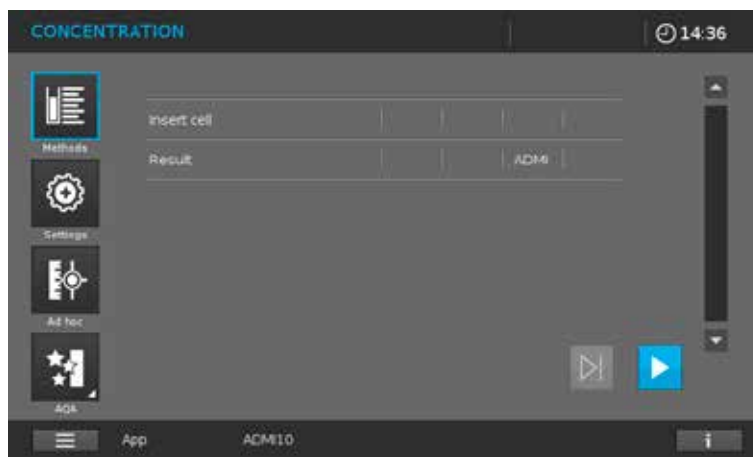 CONCENTRATION
14:36
Methods
Insert cell
Result ADMI
Settings
Ad hoc
AQA
App ADMI10
i